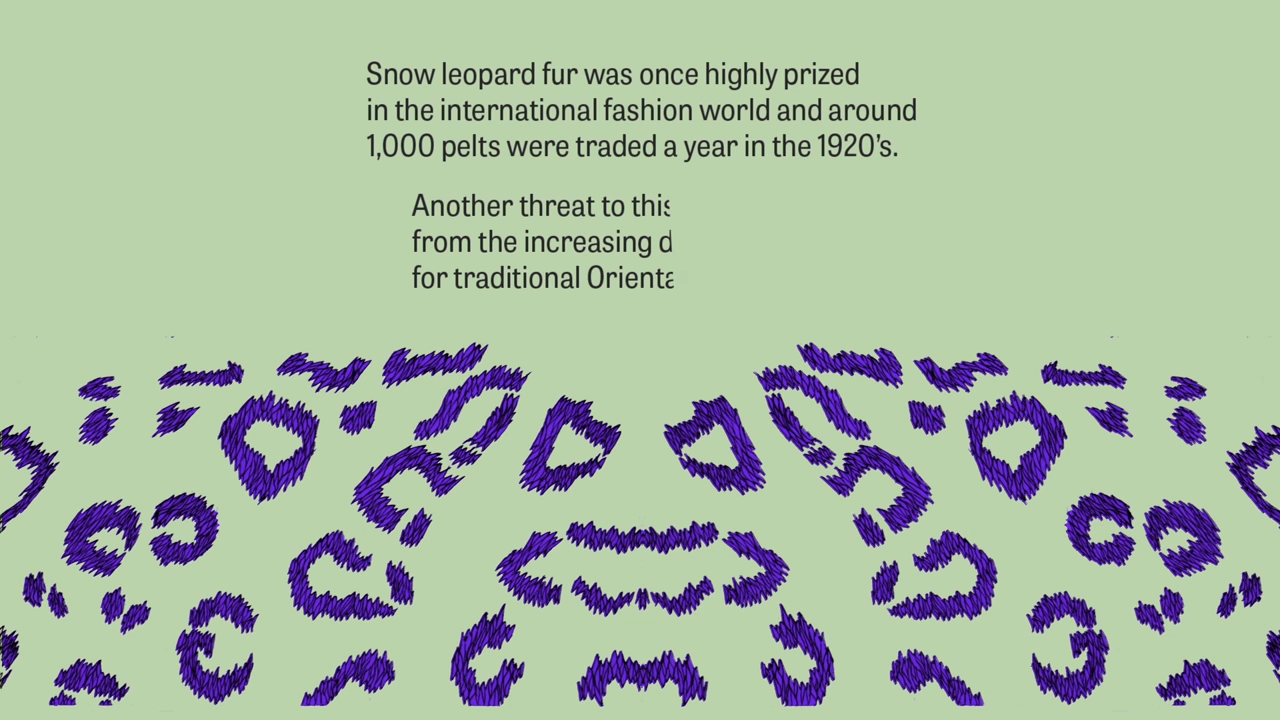 Snow leopard fur was once highly prized
in the international fashion world and around
1,000 pelts were traded a year in the 1920’s.
Another threat to this
from the increasing
for traditional